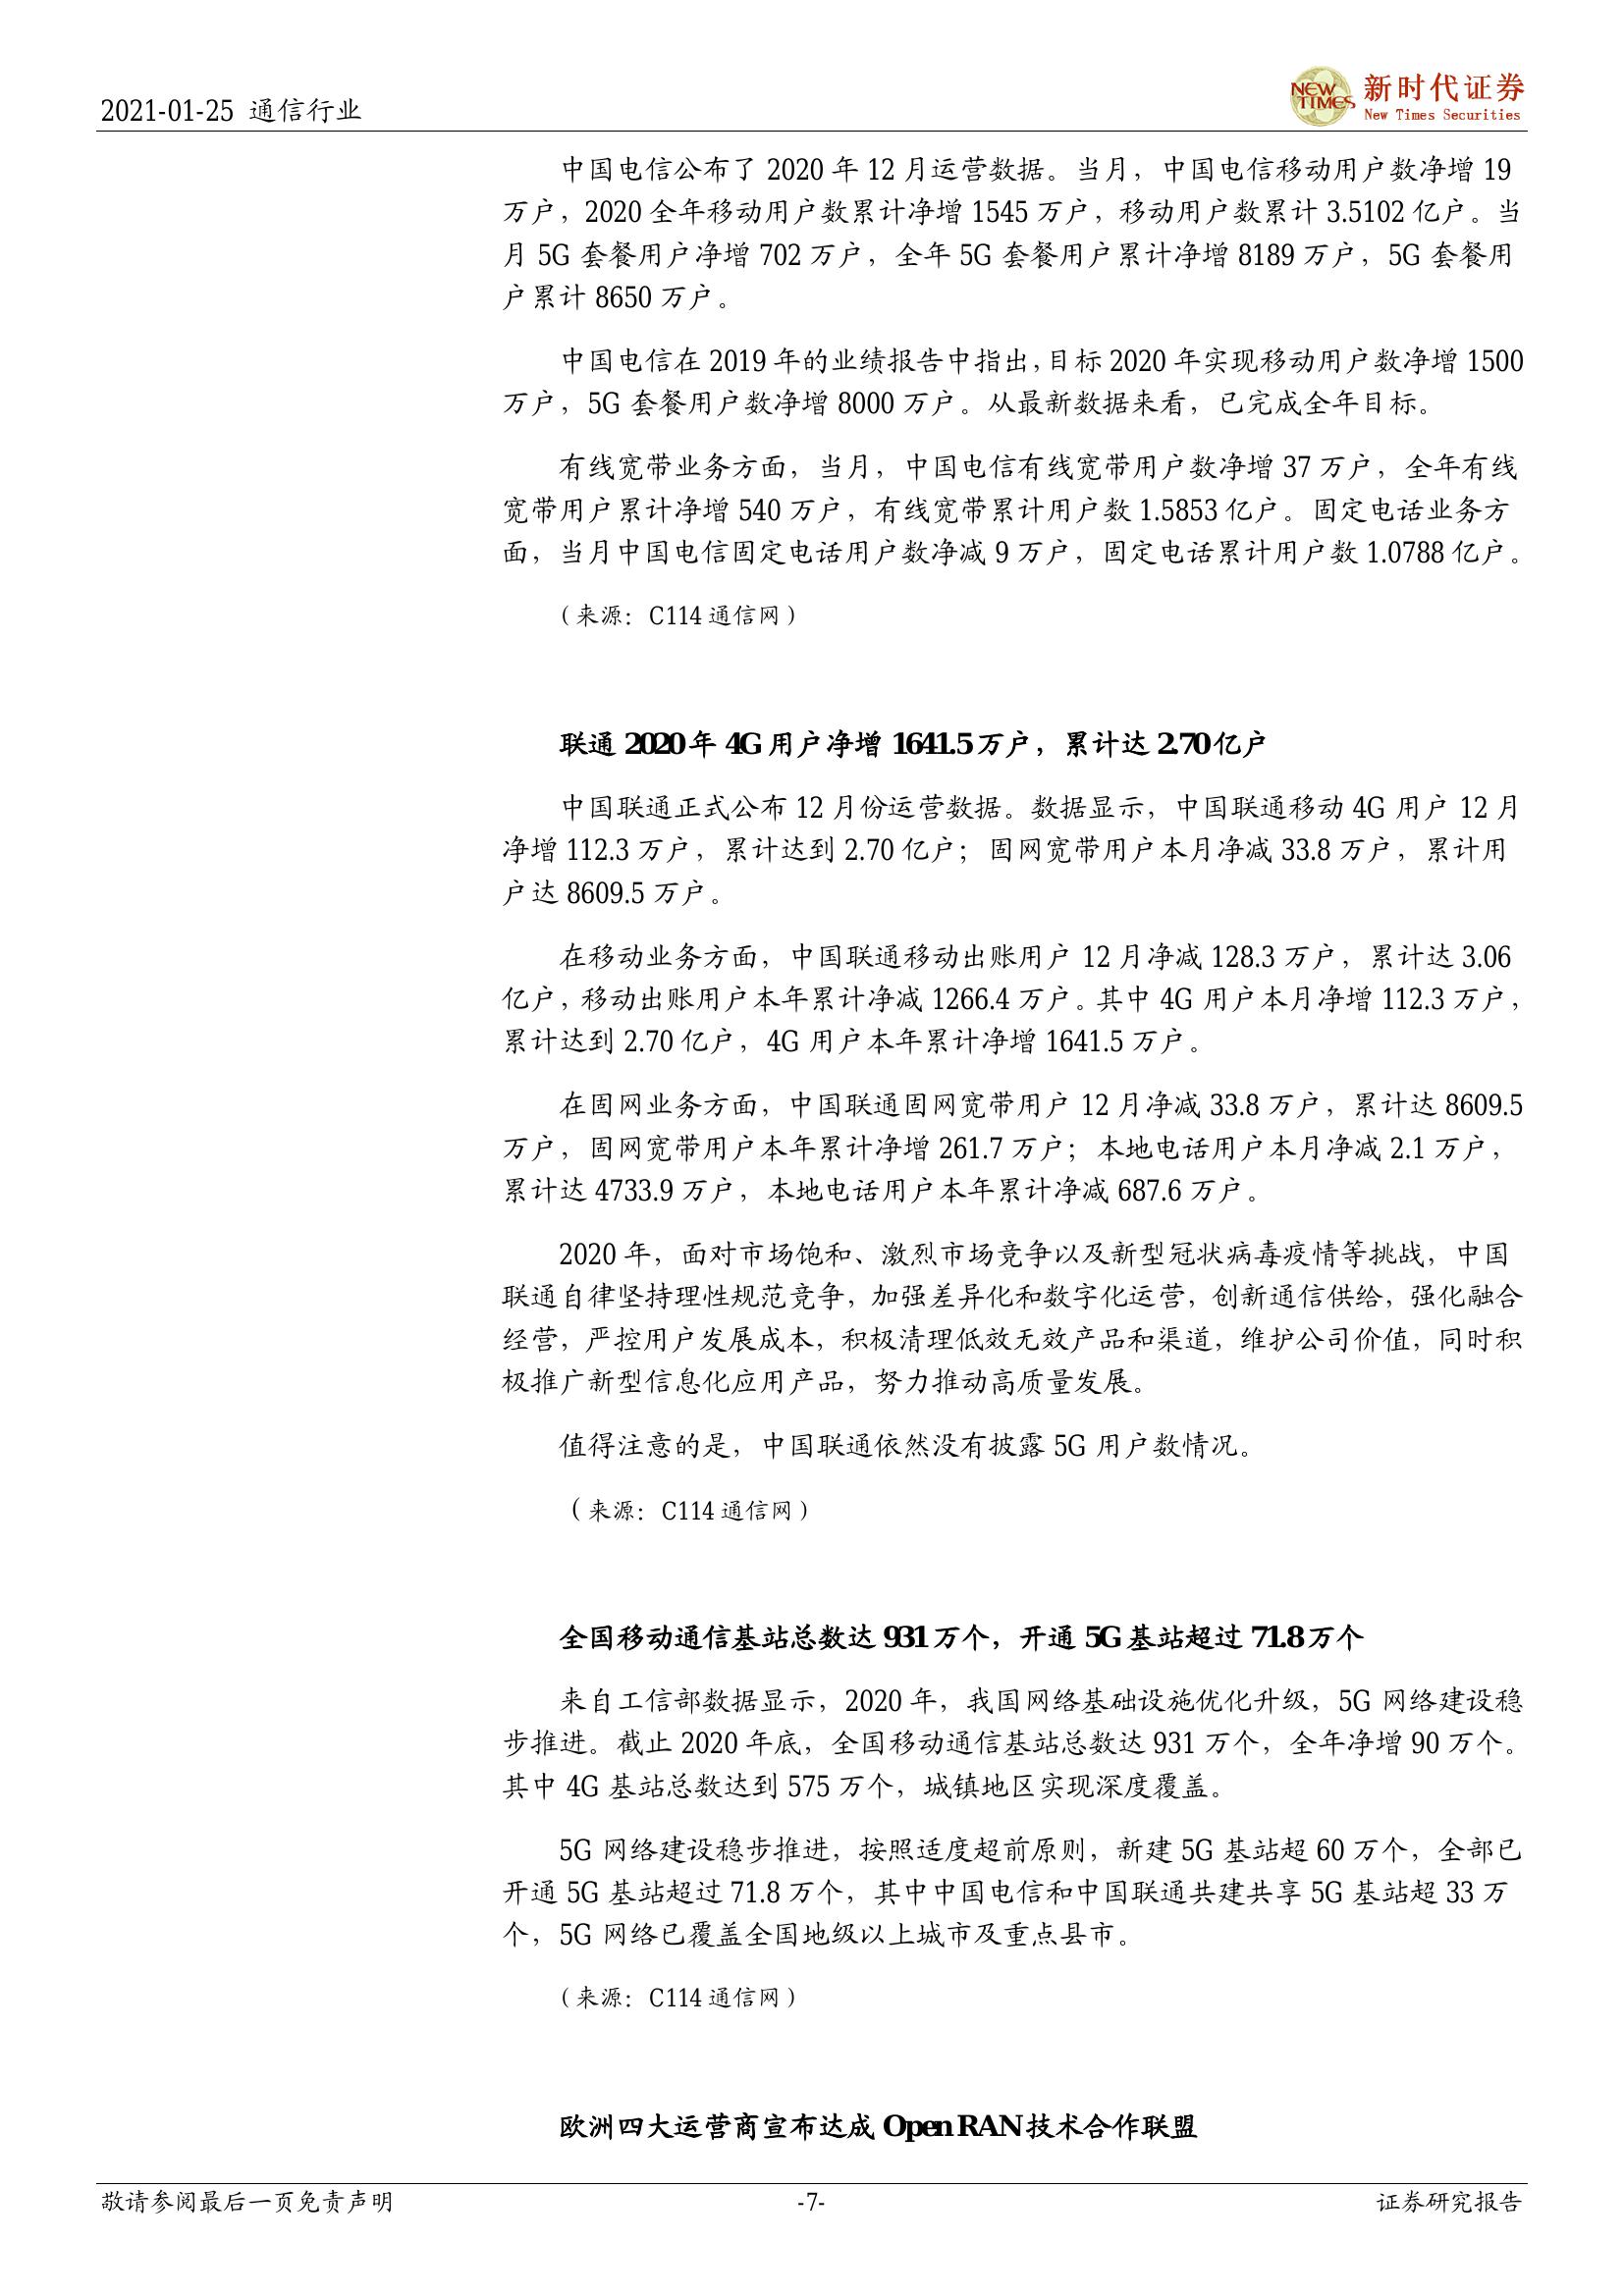 2021-01-25 通信行业
NEW TIMES 新时代证券
New Times Securities
中国电信公布了 2020 年 12 月运营数据。当月，中国电信移动用户数净增 19
万户，2020 全年移动用户数累计净增 1545 万户，移动用户数累计 3.5102 亿户。当
月 5G 套餐用户净增 702 万户，全年 5G 套餐用户累计净增 8189 万户，5G 套餐用
户累计 8650 万户。
中国电信在 2019 年的业绩报告中指出，目标 2020 年实现移动用户数净增 1500
万户，5G 套餐用户数净增 8000 万户。从最新数据来看，已完成全年目标。
有线宽带业务方面，当月，中国电信有线宽带用户数净增 37 万户，全年有线
宽带用户累计净增 540 万户，有线宽带累计用户数 1.5853 亿户。固定电话业务方
面，当月中国电信固定电话用户数净减 9 万户，固定电话累计用户数 1.0788 亿户。
（来源：C114 通信网）
联通 2020 年 4G 用户净增 1641.5 万户，累计达 2.70 亿户
中国联通正式公布 12 月份运营数据。数据显示，中国联通移动 4G 用户 12 月
净增 112.3 万户，累计达到 2.70 亿户；固网宽带用户本月净减 33.8 万户，累计用
户达 8609.5 万户。
在移动业务方面，中国联通移动出账用户 12 月净减 128.3 万户，累计达 3.06
亿户，移动出账用户本年累计净减 1266.4 万户。其中 4G 用户本月净增 112.3 万户，
累计达到 2.70 亿户，4G 用户本年累计净增 1641.5 万户。
在固网业务方面，中国联通固网宽带用户 12 月净减 33.8 万户，累计达 8609.5
万户，固网宽带用户本年累计净增 261.7 万户；本地电话用户本月净减 2.1 万户，
累计达 4733.9 万户，本地电话用户本年累计净减 687.6 万户。
2020 年，面对市场饱和、激烈市场竞争以及新型冠状病毒疫情等挑战，中国
联通自律坚持理性规范竞争，加强差异化和数字化运营，创新通信供给，强化融合
经营，严控用户发展成本，积极清理低效无效产品和渠道，维护公司价值，同时积
极推广新型信息化应用产品，努力推动高质量发展。
值得注意的是，中国联通依然没有披露 5G 用户数情况。
（来源：C114 通信网）
全国移动通信基站总数达 931 万个，开通 5G 基站超过 71.8 万个
来自工信部数据显示，2020 年，我国网络基础设施优化升级，5G 网络建设稳
步推进。截止 2020 年底，全国移动通信基站总数达 931 万个，全年净增 90 万个。
其中 4G 基站总数达到 575 万个，城镇地区实现深度覆盖。
5G 网络建设稳步推进，按照适度超前原则，新建 5G 基站超 60 万个，全部已
开通 5G 基站超过 71.8 万个，其中中国电信和中国联通共建共享 5G 基站超 33 万
个，5G 网络已覆盖全国地级以上城市及重点县市。
（来源：C114 通信网）
欧洲四大运营商宣布达成 Open RAN 技术合作联盟
敬请参阅最后一页免责声明 -7- 证券研究报告